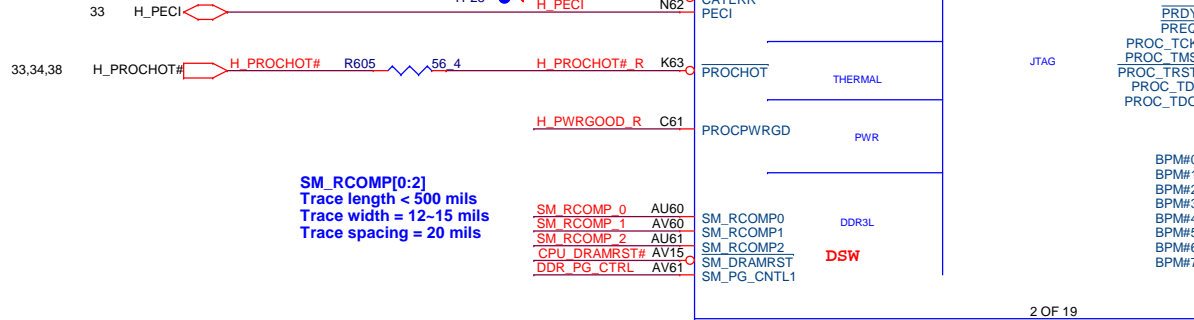 33 H_PECI H_PECI N62 PECI
PRDY
PREQ
PROC_TCK
PROC_TMS
PROC_TRST
PROC_TD
PROC_TDO
JTAG
33,34,38 H_PROCHOT# H_PROCHOT# R605 56_4 H_PROCHOT#_R K63 PROCHOT
THERMAL
H_PWRGOOD_R C61 PROCPWRGD
PWR
SM_RCOMP[0:2]
Trace length < 500 mils
Trace width = 12~15 mils
Trace spacing = 20 mils
SM_RCOMP_0 AU60 SM_RCOMP0
SM_RCOMP_1 AV60 SM_RCOMP1
SM_RCOMP_2 AU61 SM_RCOMP2
CPU_DRAMRST# AV15 SM_DRAMRST
DDR_PG_CTRL AV61 SM_PG_CNTL1
DDR3L
DSW
BPM#0
BPM#1
BPM#2
BPM#3
BPM#4
BPM#5
BPM#6
BPM#7
2 OF 19